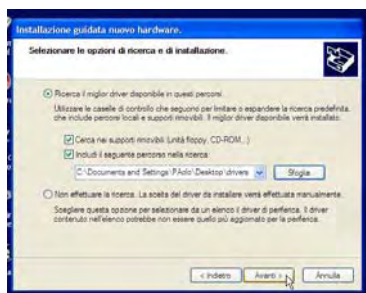 Installazione guidata nuovo hardware.
Selezionare le opzioni di ricerca e di installazione.
Ricerca il miglior driver disponibile in questi percorsi.
Utilizzare le caselle di controllo che seguono per limitare o espandere la ricerca predefinita,
che include percorsi locali e supporti rimovibili. Il miglior driver disponibile verrà installato.
Cerca nei supporti rimovibili (unità floppy, CD-ROM...)
Includi il seguente percorso nella ricerca:
C:\Documents and Settings\PAolo\Desktop\drivers
Sfoglia
Non effettuare la ricerca. La scelta del driver da installare verrà effettuata manualmente.
Scegliere questa opzione per selezionare da un elenco il driver di periferica. Il driver
contenuto nell'elenco potrebbe non essere quello più aggiornato per la periferica.
< Indietro
Avanti >
Annulla